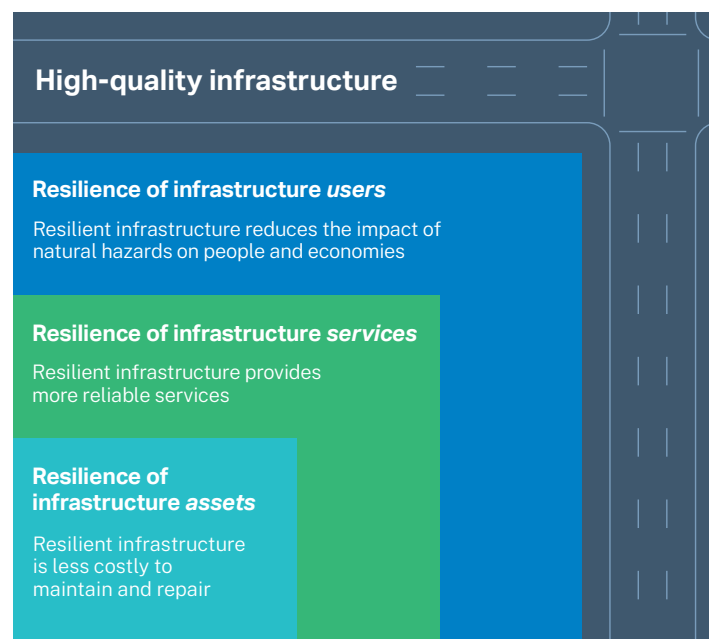 High-quality infrastructure
Resilience of infrastructure users
Resilient infrastructure reduces the impact of
natural hazards on people and economies
Resilience of infrastructure services
Resilient infrastructure provides
more reliable services
Resilience of
infrastructure assets
Resilient infrastructure
is less costly to
maintain and repair